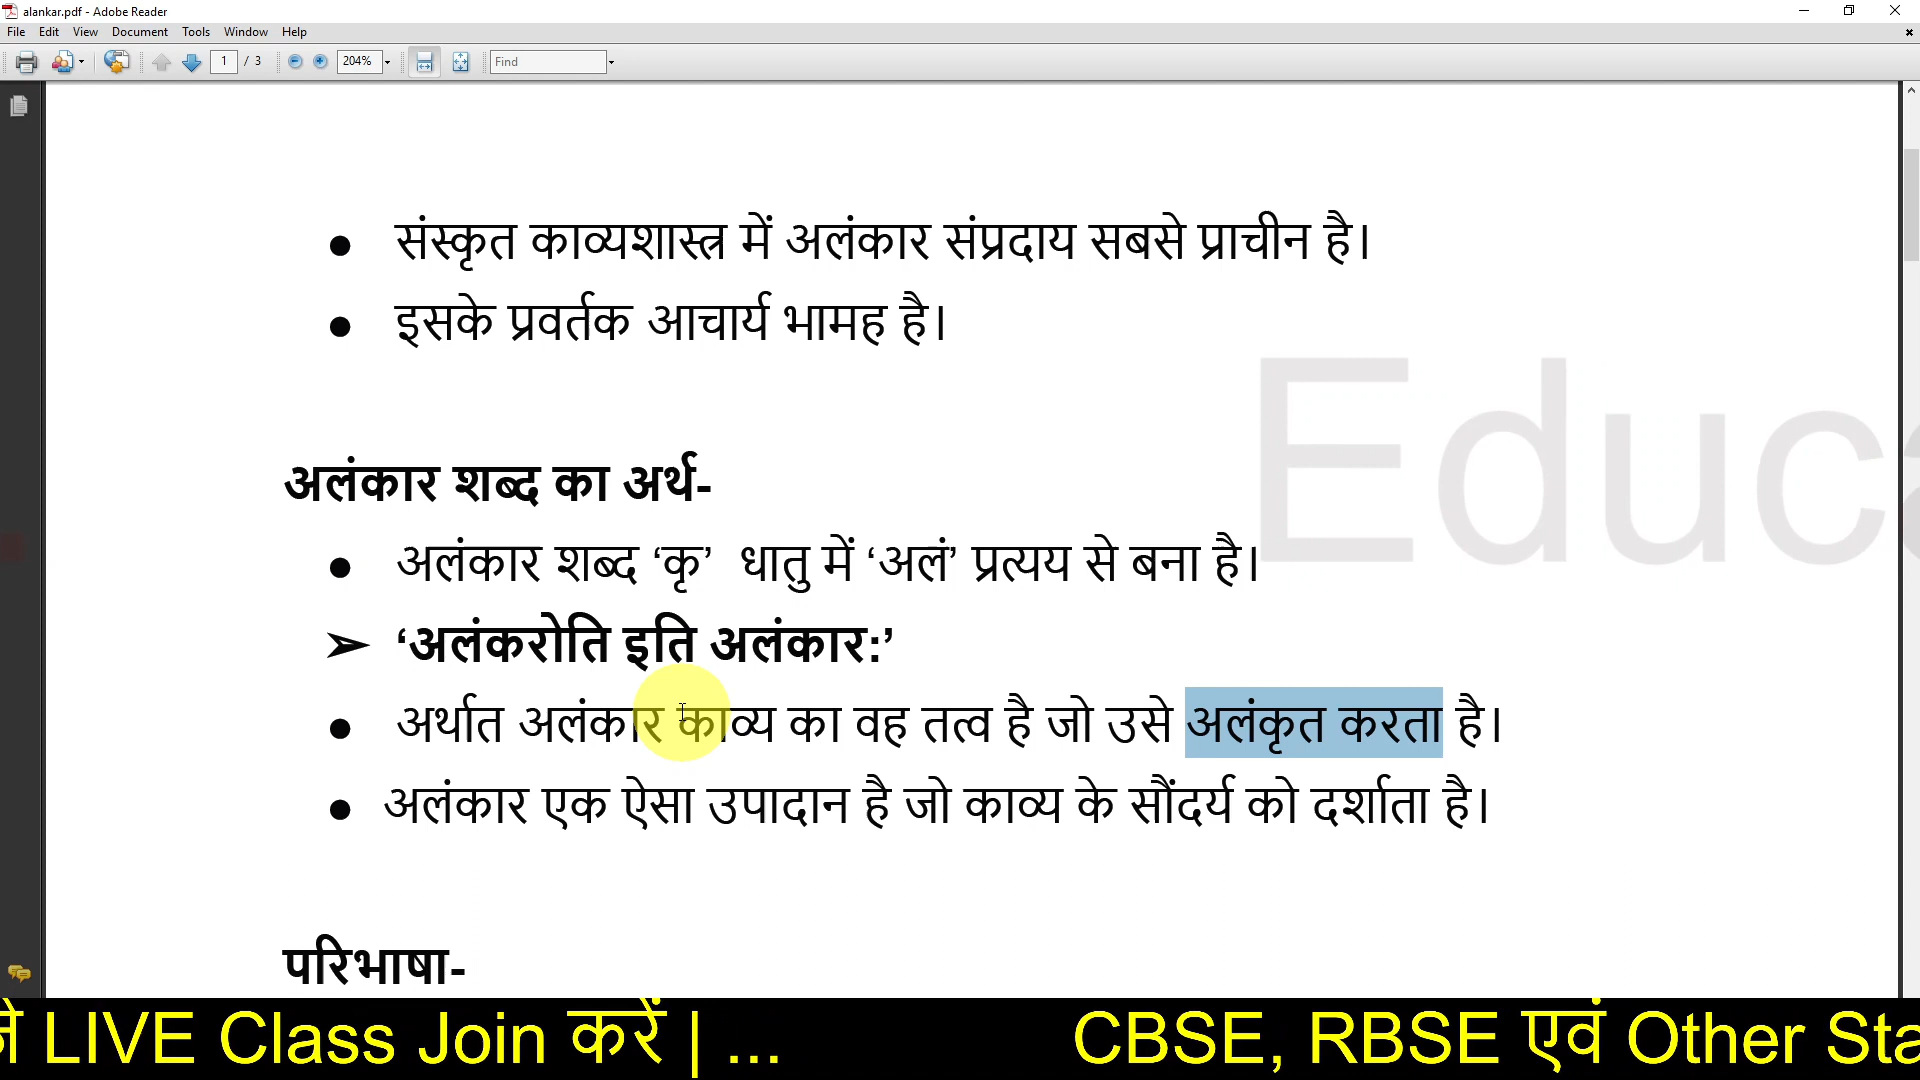 alankar.pdf - Adobe Reader
File Edit View Document Tools Window Help
1 / 3 204% Find
संस्कृत काव्यशास्त्र में अलंकार संप्रदाय सबसे प्राचीन है।
इसके प्रवर्तक आचार्य भामह है।
Educa
अलंकार शब्द का अर्थ-
अलंकार शब्द ‘कृ’ धातु में ‘अलं’ प्रत्यय से बना है।
➢ ‘अलंकरोति इति अलंकार:’
अर्थात अलंकार काव्य का वह तत्व है जो उसे अलंकृत करता है।
अलंकार एक ऐसा उपादान है जो काव्य के सौंदर्य को दर्शाता है।
परिभाषा-
LIVE Class Join करें | ... CBSE, RBSE एवं Other Sta